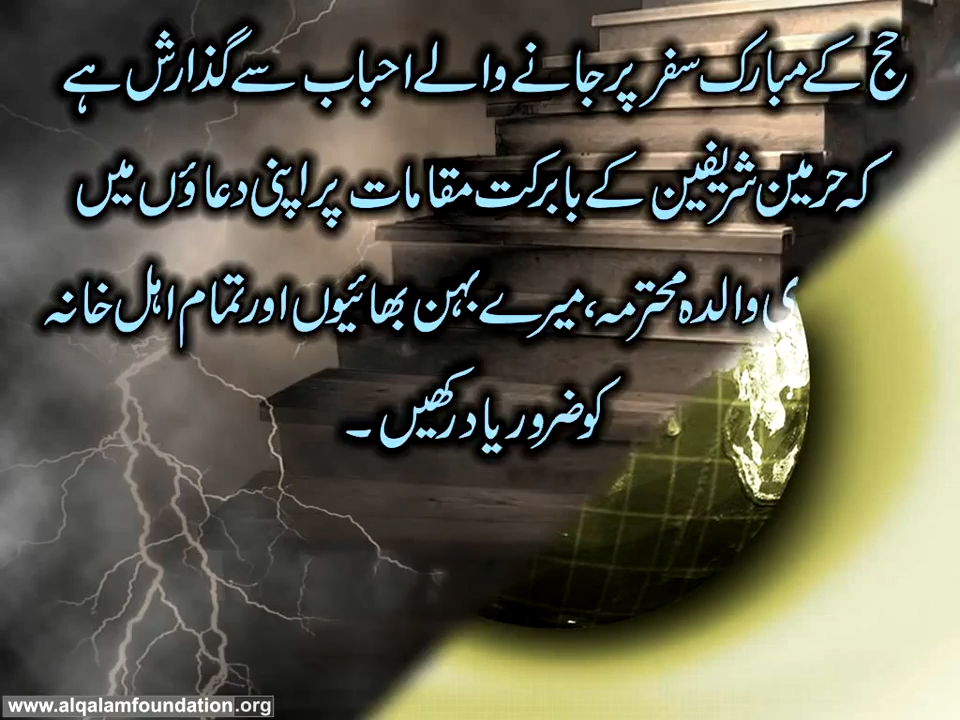 حج کے مبارک سفر پر جانے والے احباب سے گذارش ہے
کہ حرمین شریفین کے بابرکت مقامات پر اپنی دعاؤں میں
والدہ محترمہ، میرے بہن بھائیوں اور تمام اہل خانہ
کو ضرور یاد رکھیں۔
www.alqalamfoundation.org